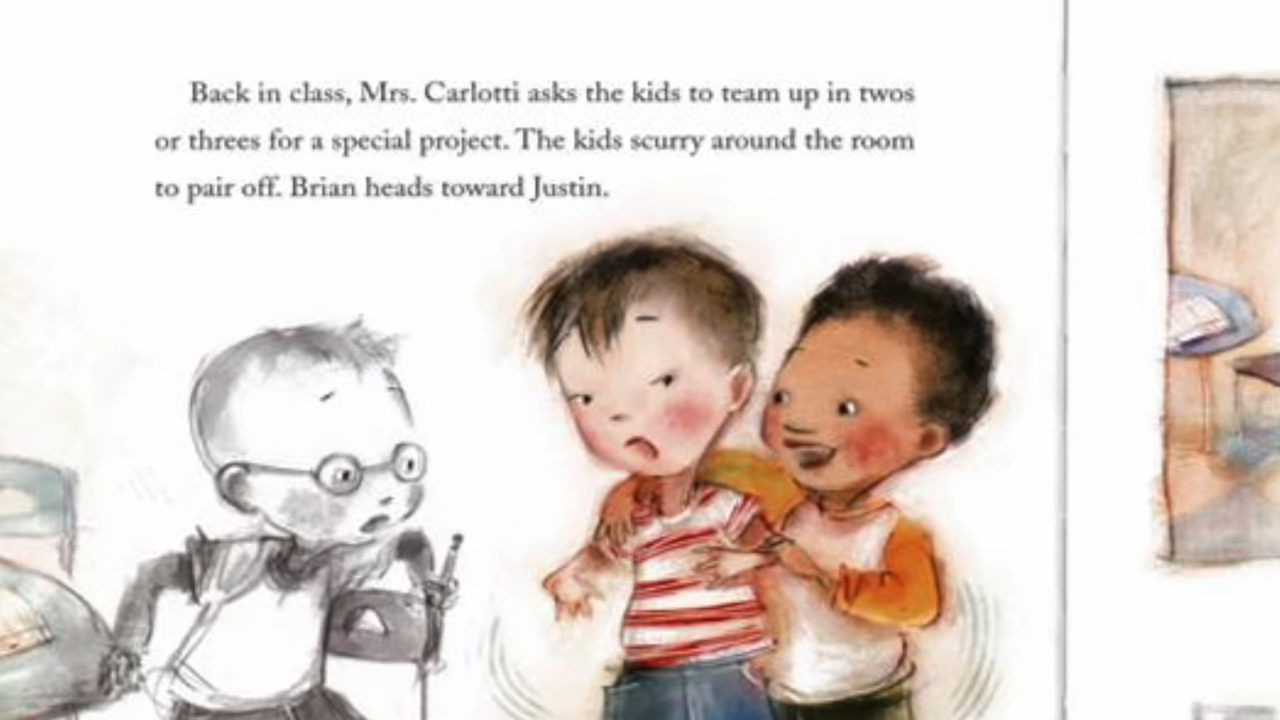 Back in class, Mrs. Carlotti asks the kids to team up in twos
or threes for a special project. The kids scurry around the room
to pair off. Brian heads toward Justin.